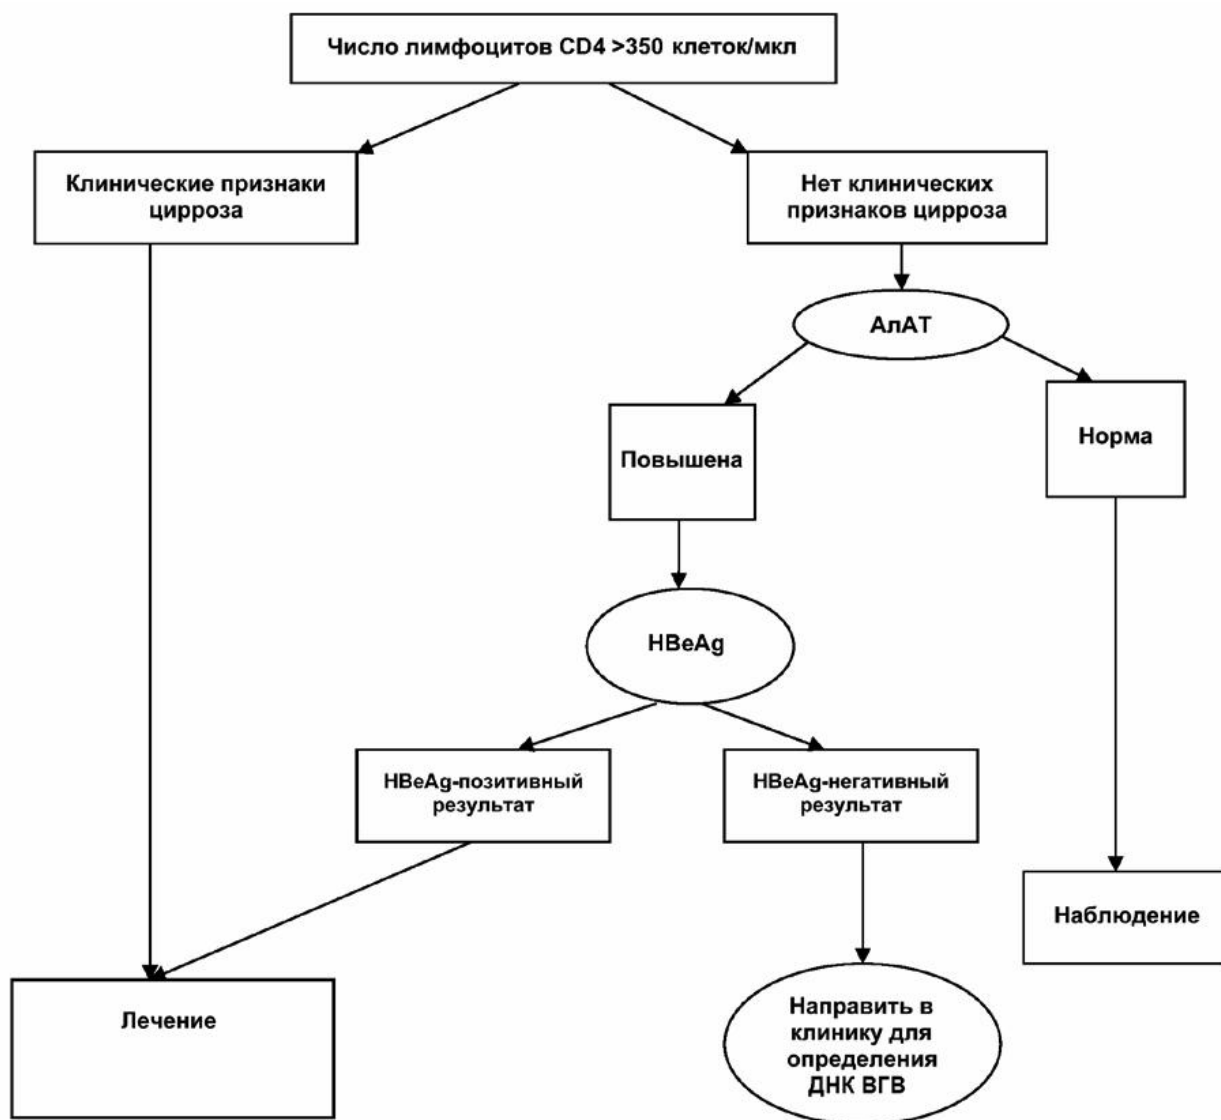 Число лимфоцитов CD4 >350 клеток/мкл
Клинические признаки
цирроза
Нет клинических
признаков цирроза
АлАТ
Повышена
Норма
HBeAg
HBeAg-позитивный
результат
HBeAg-негативный
результат
Наблюдение
Лечение
Направить в
клинику для
определения
ДНК ВГВ